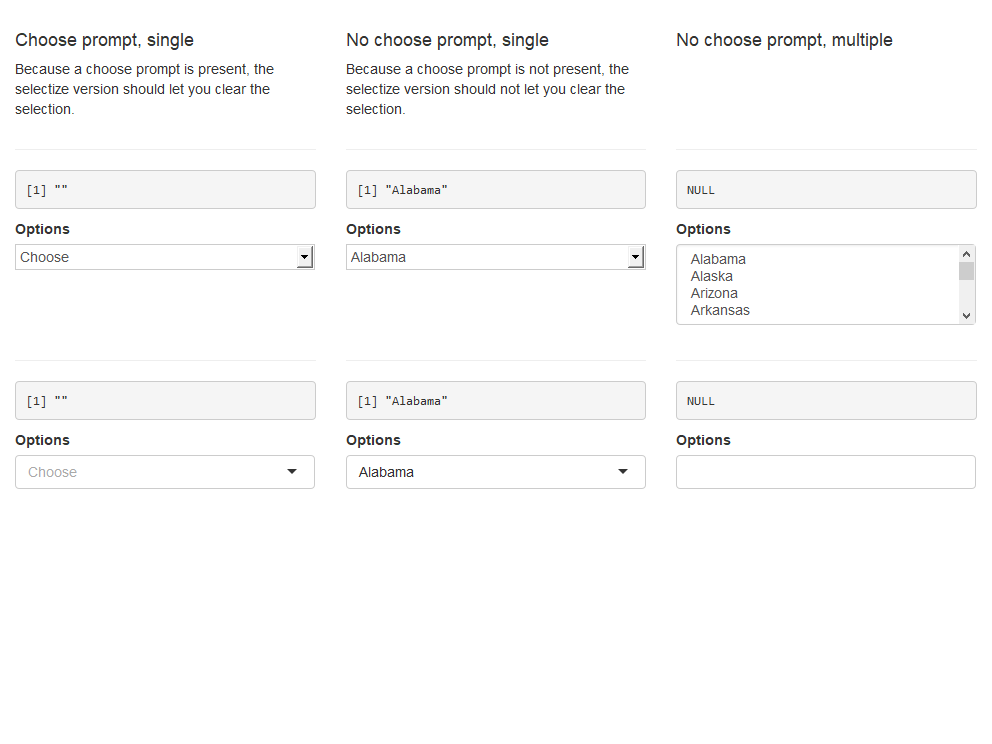 Choose prompt, single
Because a choose prompt is present, the
selectize version should let you clear the
selection.
No choose prompt, single
Because a choose prompt is not present, the
selectize version should not let you clear the
selection.
No choose prompt, multiple
[1] ""
Options
Choose
[1] "Alabama"
Options
Alabama
NULL
Options
Alabama
Alaska
Arizona
Arkansas
[1] ""
Options
Choose
[1] "Alabama"
Options
Alabama
NULL
Options